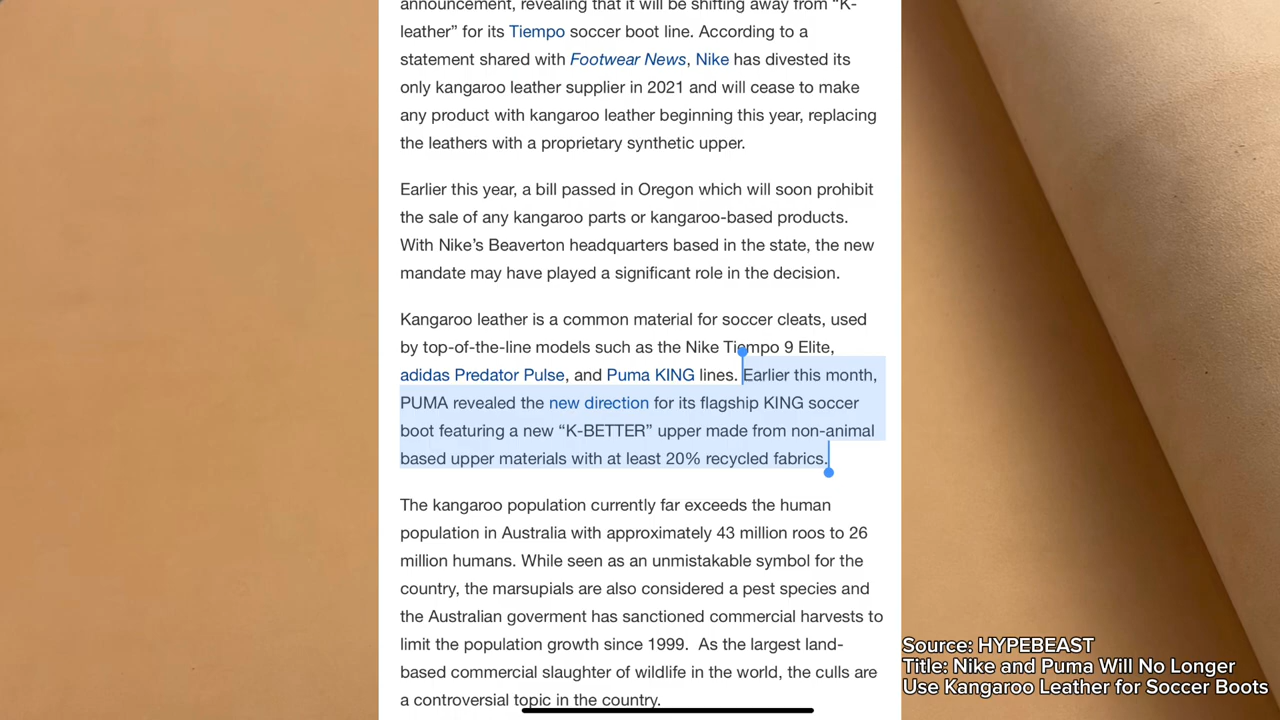 announcement, revealing that it will be shifting away from “K-
leather” for its Tiempo soccer boot line. According to a
statement shared with Footwear News, Nike has divested its
only kangaroo leather supplier in 2021 and will cease to make
any product with kangaroo leather beginning this year, replacing
the leathers with a proprietary synthetic upper.
Earlier this year, a bill passed in Oregon which will soon prohibit
the sale of any kangaroo parts or kangaroo-based products.
With Nike’s Beaverton headquarters based in the state, the new
mandate may have played a significant role in the decision.
Kangaroo leather is a common material for soccer cleats, used
by top-of-the-line models such as the Nike Tiempo 9 Elite,
adidas Predator Pulse, and Puma KING lines. Earlier this month,
PUMA revealed the new direction for its flagship KING soccer
boot featuring a new “K-BETTER” upper made from non-animal
based upper materials with at least 20% recycled fabrics.
The kangaroo population currently far exceeds the human
population in Australia with approximately 43 million roos to 26
million humans. While seen as an unmistakable symbol for the
country, the marsupials are also considered a pest species and
the Australian goverment has sanctioned commercial harvests to
limit the population growth since 1999.  As the largest land-
based commercial slaughter of wildlife in the world, the culls are
a controversial topic in the country.
Source: HYPEBEAST
Title: Nike and Puma Will No Longer
Use Kangaroo Leather for Soccer Boots